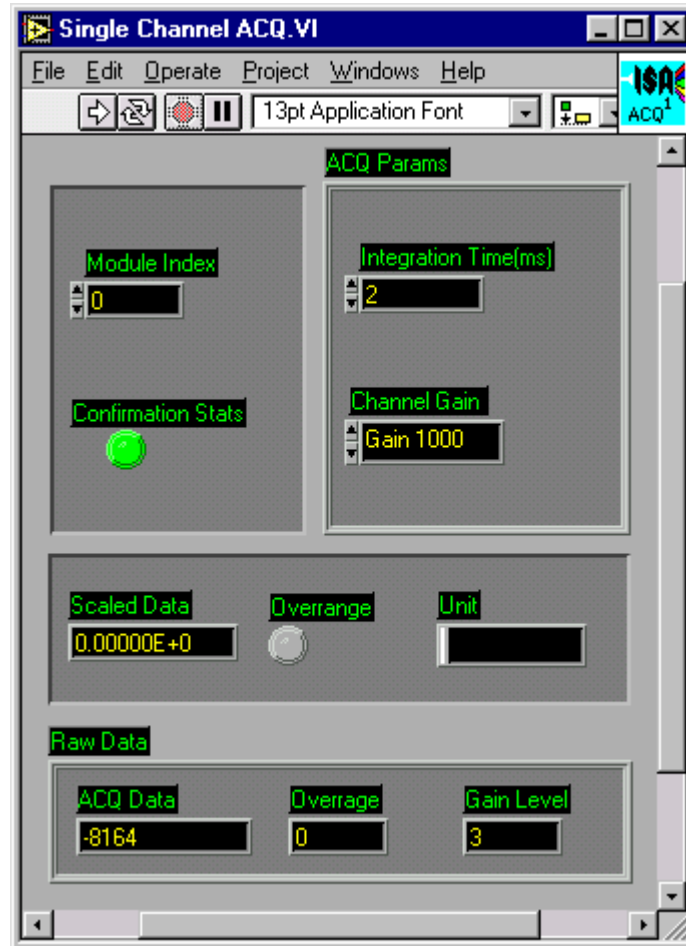 Single Channel ACQ.VI
File Edit Operate Project Windows Help
13pt Application Font
ISA
ACQ1
ACQ Params
Module Index
0
Integration Time(ms)
2
Confirmation Stats
Channel Gain
Gain 1000
Scaled Data
0.00000E+0
Overrange
Unit
Raw Data
ACQ Data
-8164
Overrage
0
Gain Level
3